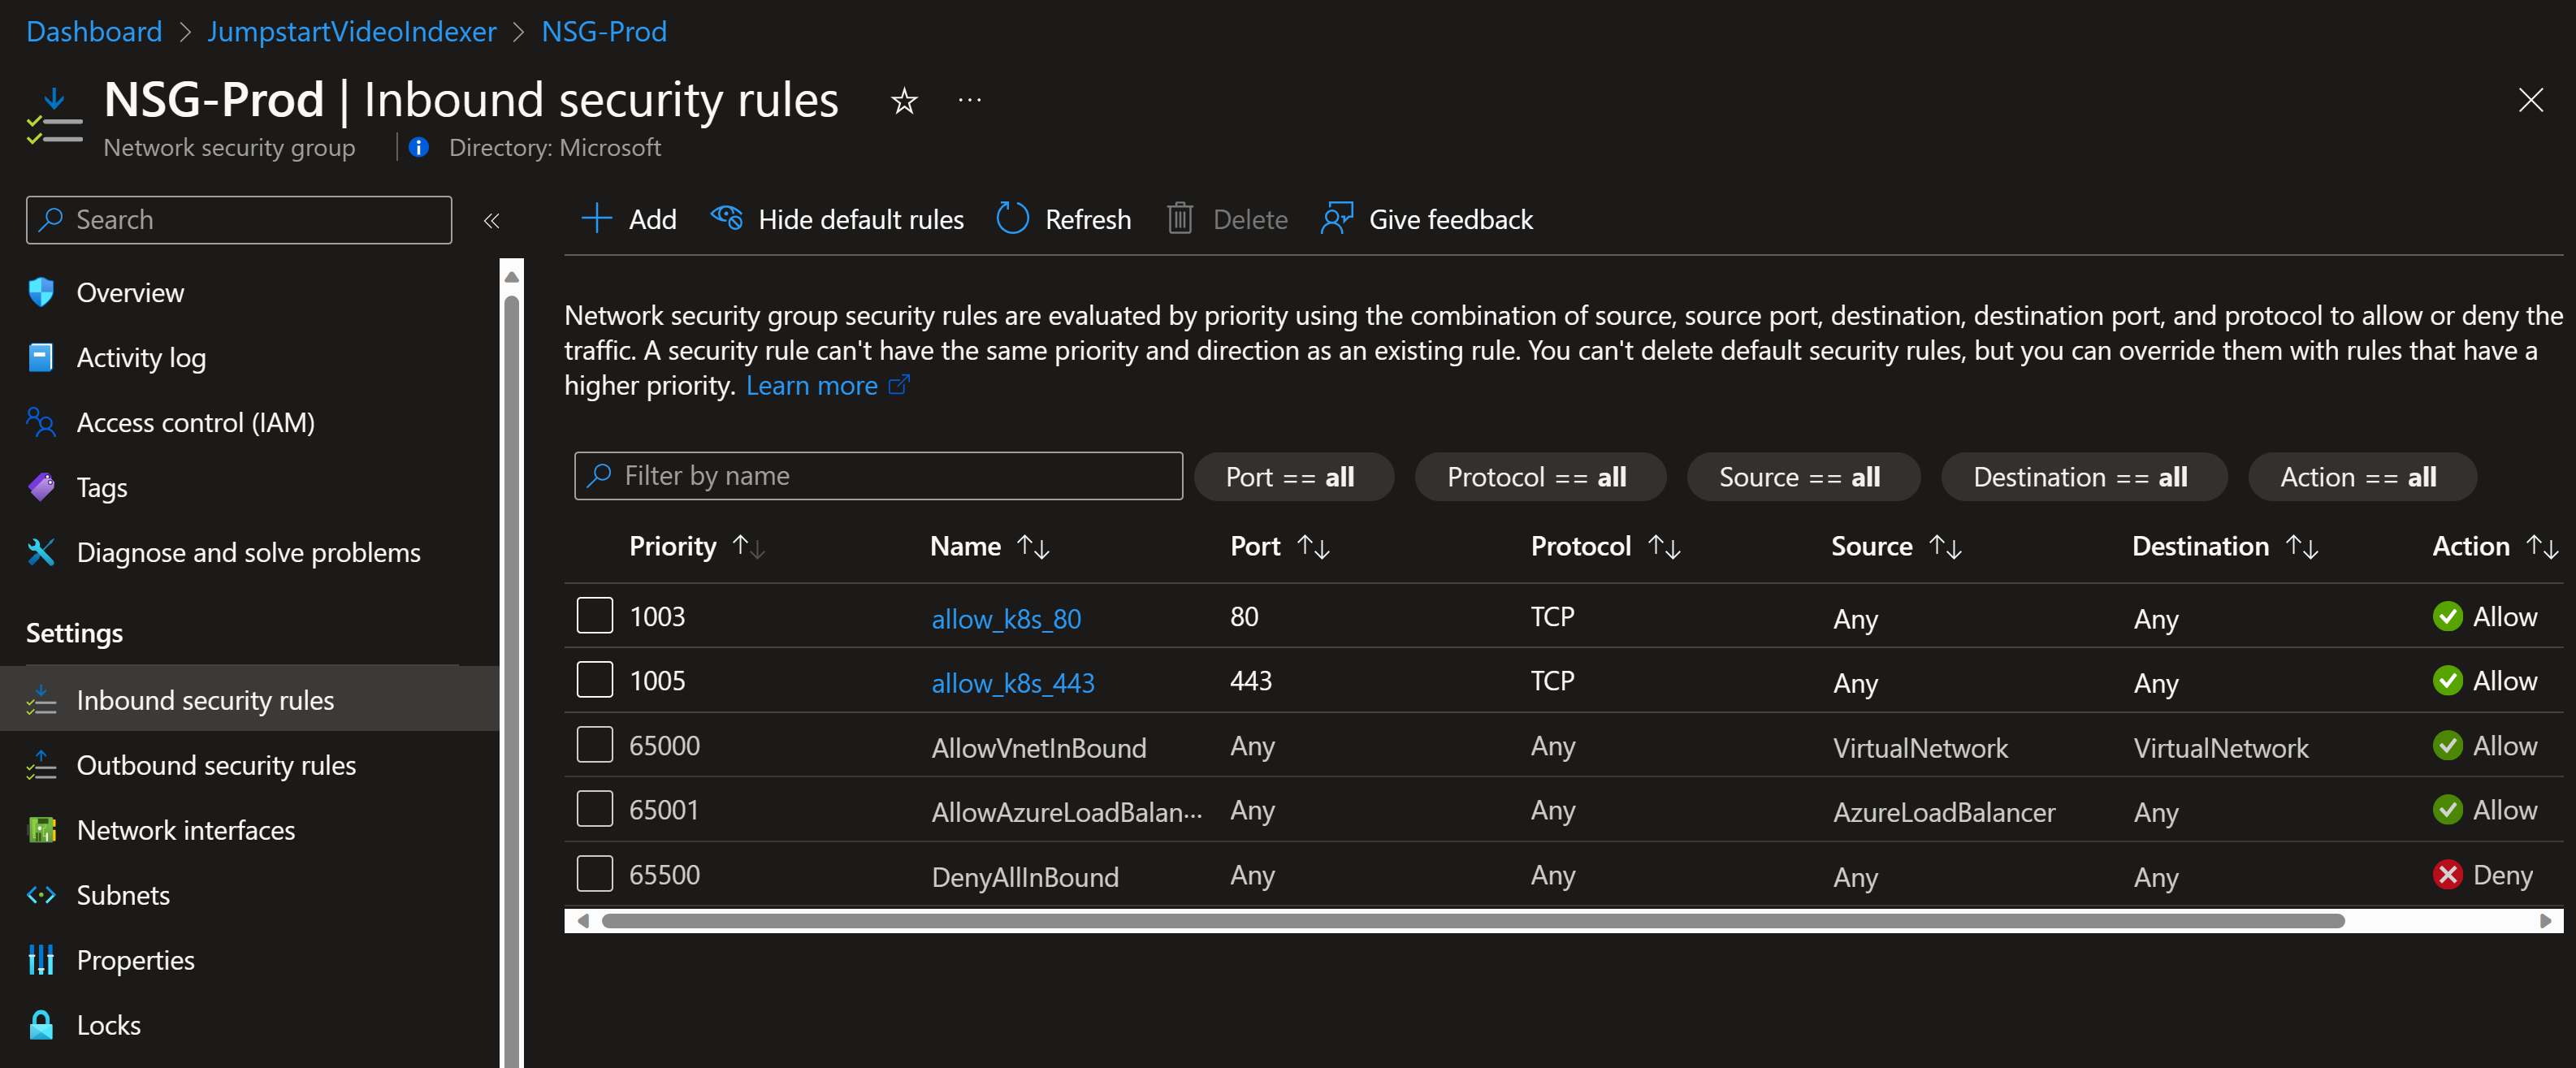 Dashboard > JumpstartVideoIndexer > NSG-Prod
NSG-Prod | Inbound security rules ☆ ···
Network security group | Directory: Microsoft
Search «
Overview
Activity log
Access control (IAM)
Tags
Diagnose and solve problems
Settings
Inbound security rules
Outbound security rules
Network interfaces
Subnets
Properties
Locks
Add Hide default rules Refresh Delete Give feedback
Network security group security rules are evaluated by priority using the combination of source, source port, destination, destination port, and protocol to allow or deny the
traffic. A security rule can't have the same priority and direction as an existing rule. You can't delete default security rules, but you can override them with rules that have a
higher priority. Learn more
Filter by name Port == all Protocol == all Source == all Destination == all Action == all
Priority ↑↓ Name ↑↓ Port ↑↓ Protocol ↑↓ Source ↑↓ Destination ↑↓ Action ↑↓
1003 allow_k8s_80 80 TCP Any Any Allow
1005 allow_k8s_443 443 TCP Any Any Allow
65000 AllowVnetInBound Any Any VirtualNetwork VirtualNetwork Allow
65001 AllowAzureLoadBalan··· Any Any AzureLoadBalancer Any Allow
65500 DenyAllInBound Any Any Any Any Deny